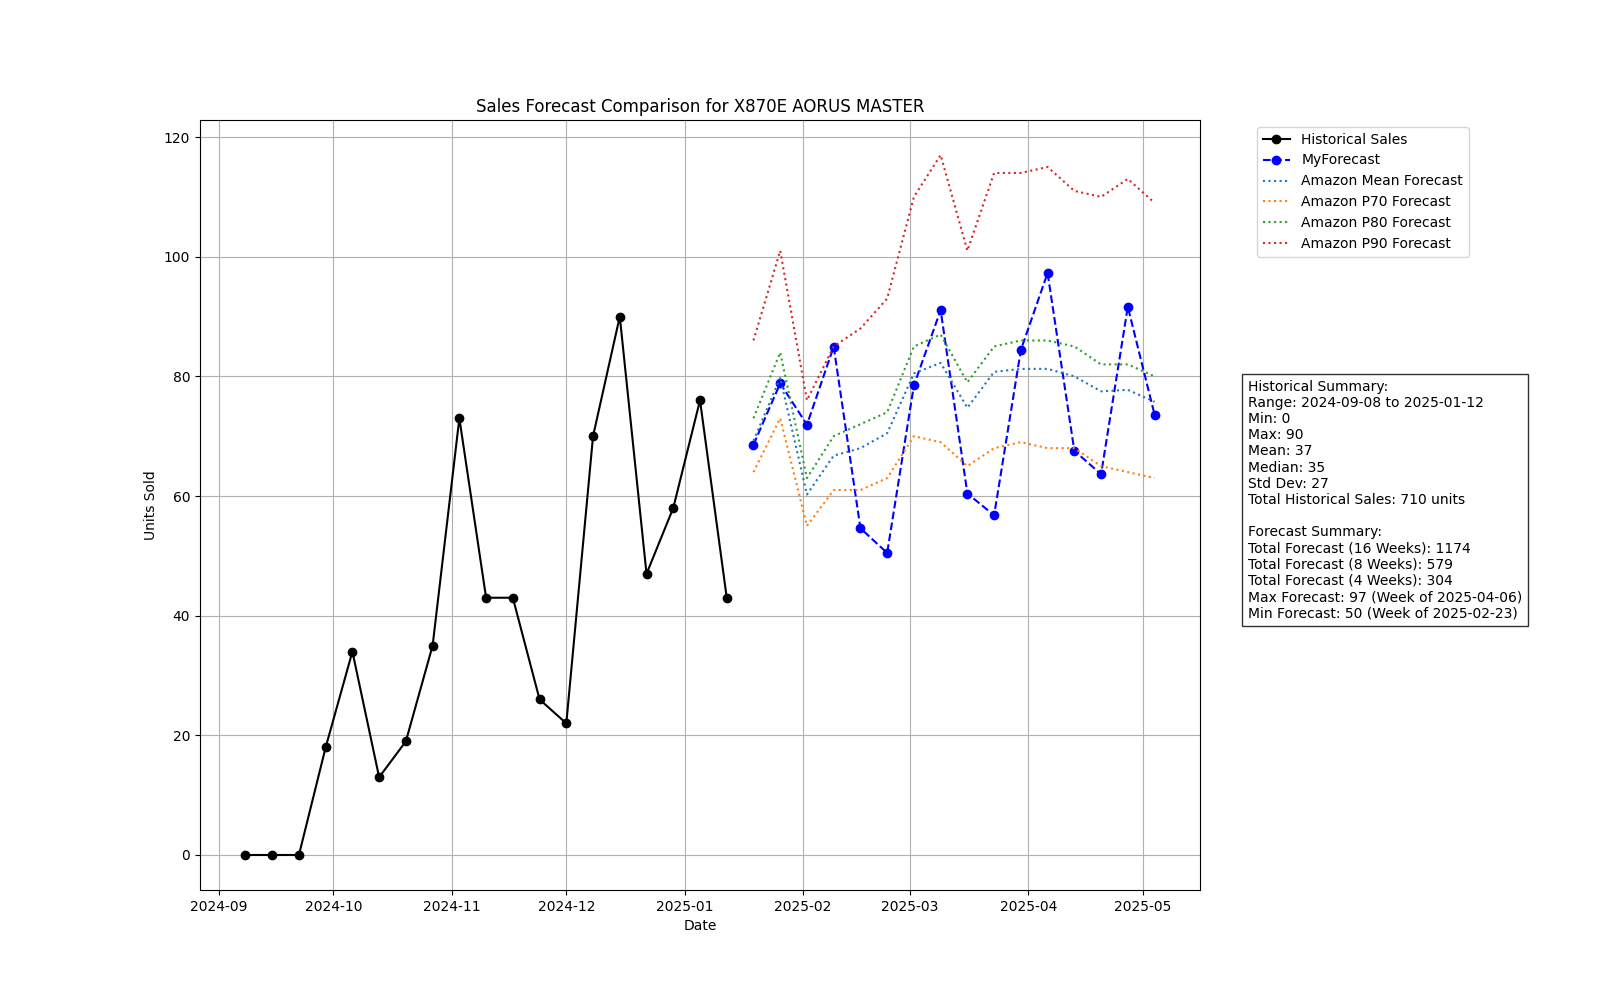 Sales Forecast Comparison for X870E AORUS MASTER
120
100
80
60
40
20
0
Units Sold
2024-09
2024-10
2024-11
2024-12
2025-01
2025-02
2025-03
2025-04
2025-05
Date
Historical Sales
MyForecast
Amazon Mean Forecast
Amazon P70 Forecast
Amazon P80 Forecast
Amazon P90 Forecast
Historical Summary:
Range: 2024-09-08 to 2025-01-12
Min: 0
Max: 90
Mean: 37
Median: 35
Std Dev: 27
Total Historical Sales: 710 units
Forecast Summary:
Total Forecast (16 Weeks): 1174
Total Forecast (8 Weeks): 579
Total Forecast (4 Weeks): 304
Max Forecast: 97 (Week of 2025-04-06)
Min Forecast: 50 (Week of 2025-02-23)